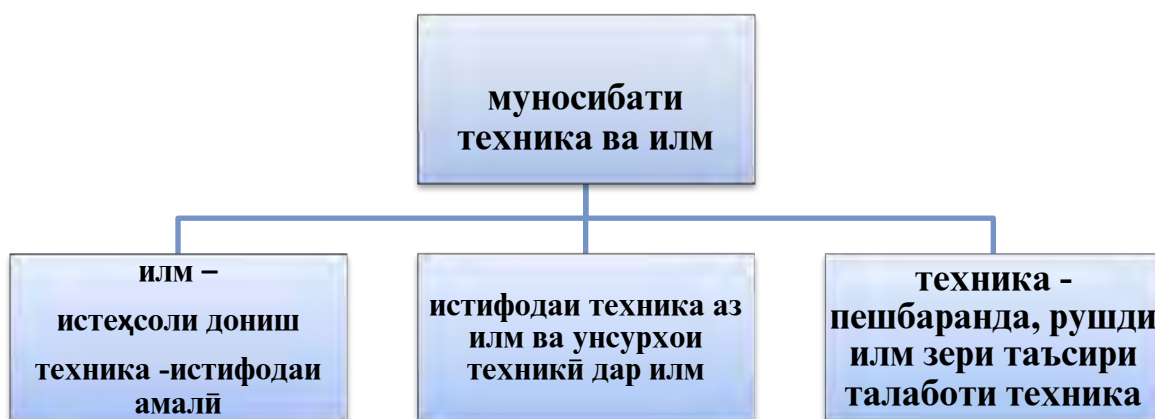 муносибати
техника ва илм
илм –
истеҳсоли дониш
техника -истифодаи
амалӣ
истифодаи техника аз
илм ва унсурхои
техникӣ дар илм
техника -
пешбаранда, рушди
илм зери таъсири
талаботи техника